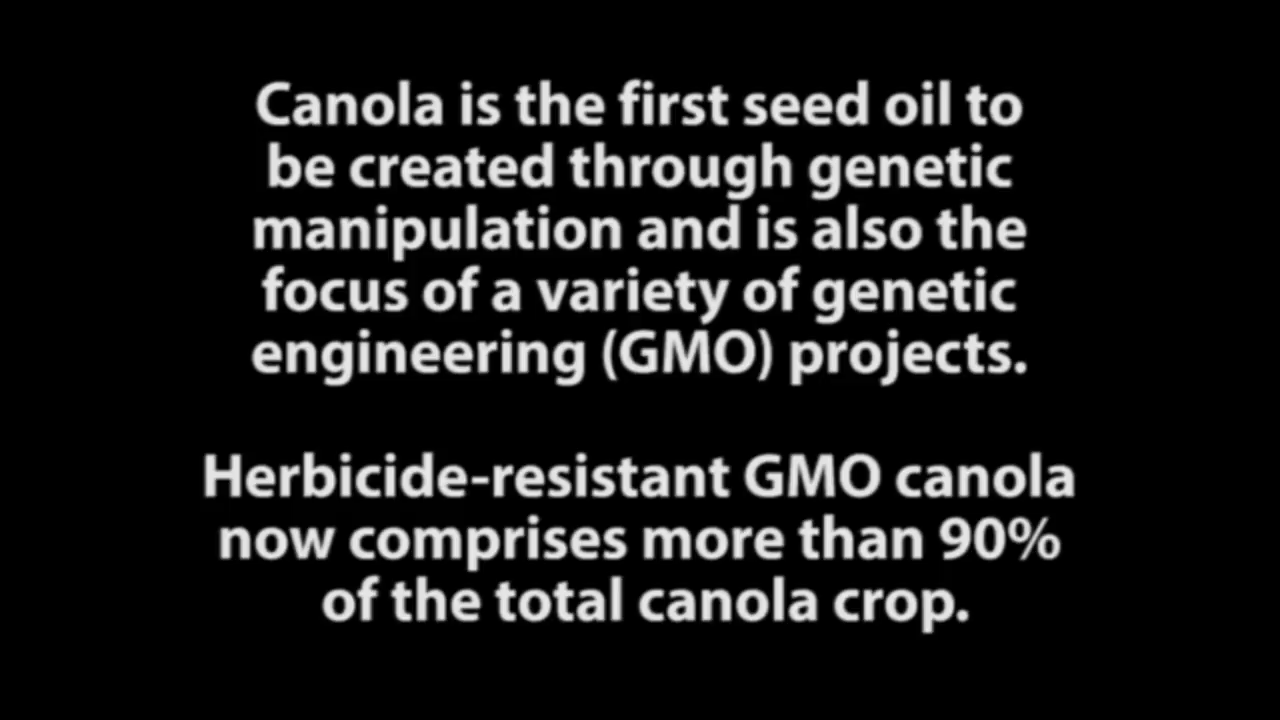 Canola is the first seed oil to
be created through genetic
manipulation and is also the
focus of a variety of genetic
engineering (GMO) projects.
Herbicide-resistant GMO canola
now comprises more than 90%
of the total canola crop.